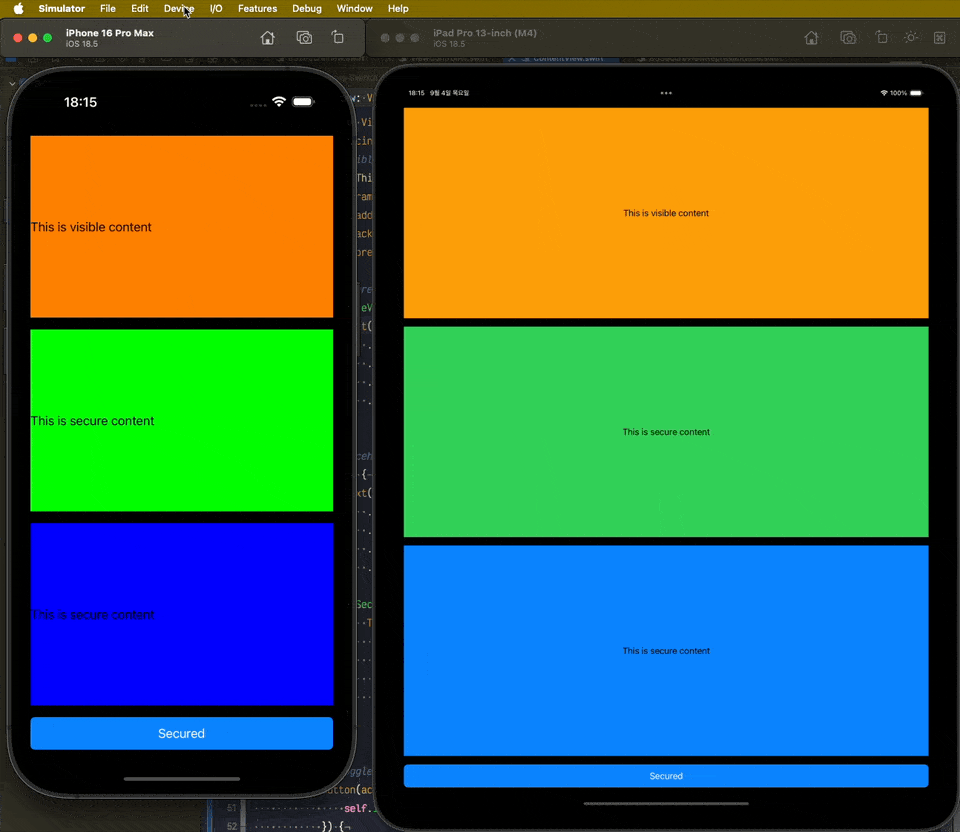 Simulator File Edit Device I/O Features Debug Window Help
iPhone 16 Pro Max
iOS 18.5
iPad Pro 13-inch (M4)
iOS 18.5
18:15
This is visible content
This is secure content
This is secure content
Secured
18:15 9월 4일 목요일
100%
This is visible content
This is secure content
This is secure content
Secured
51
self.
52
}) {